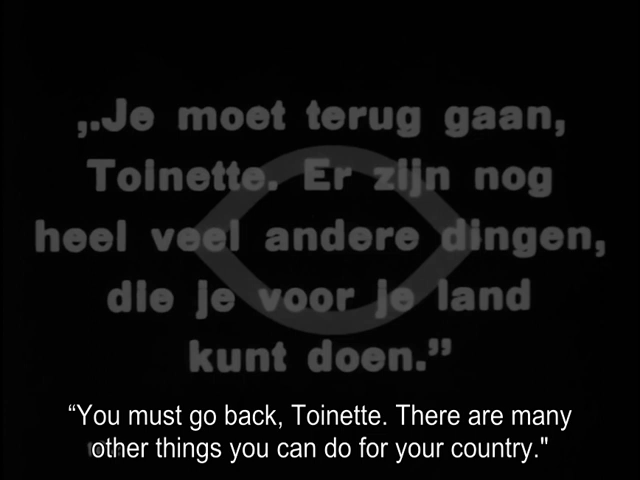 „Je moet terug gaan,
Toinette. Er zijn nog
heel veel andere dingen,
die je voor je land
kunt doen.”
“You must go back, Toinette. There are many
other things you can do for your country."